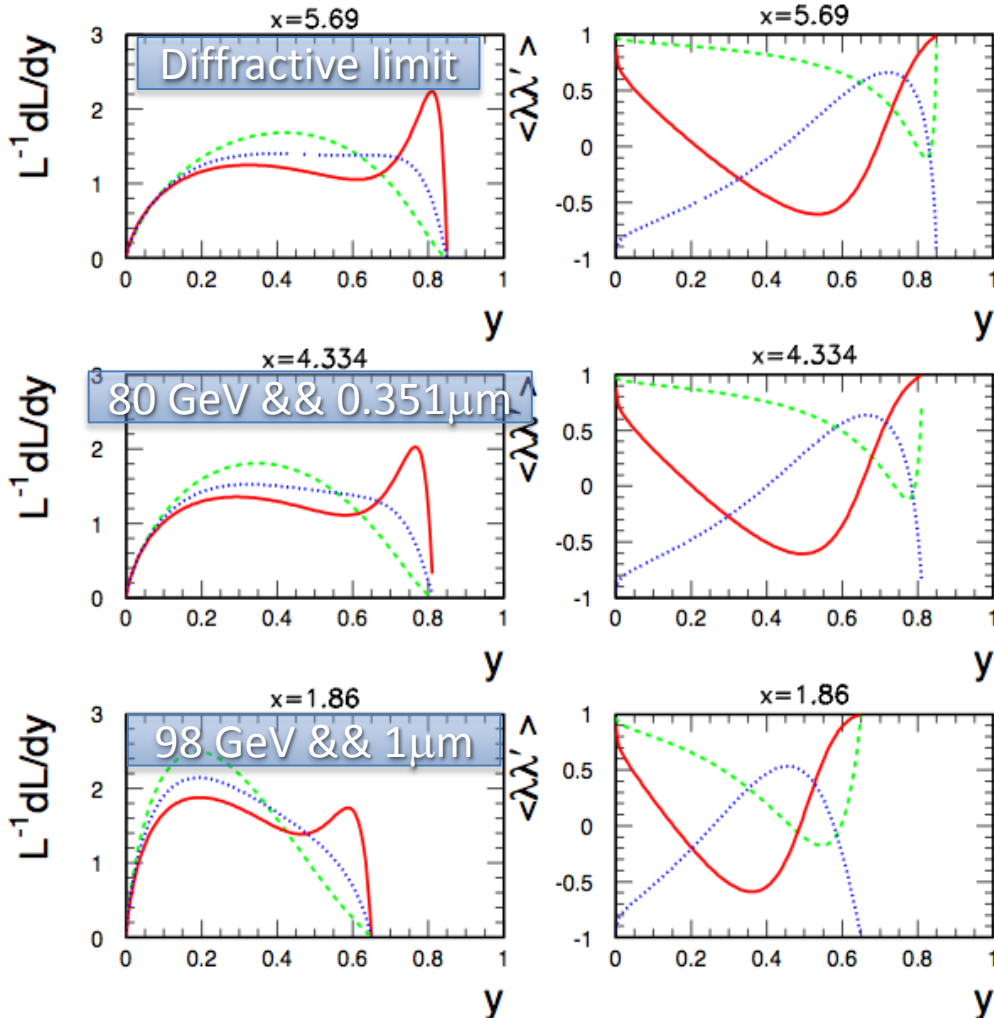 x=5.69
L⁻¹dL/dy
3
2
1
0
Diffractive limit
0 0.2 0.4 0.6 0.8 1
y
x=5.69
<λλ′>
1
0.5
0
-0.5
-1
0 0.2 0.4 0.6 0.8 1
y
x=4.334
L⁻¹dL/dy
3
2
1
0
80 GeV && 0.351μm
0 0.2 0.4 0.6 0.8 1
y
x=4.334
<λλ′>
1
0.5
0
-0.5
-1
0 0.2 0.4 0.6 0.8 1
y
x=1.86
L⁻¹dL/dy
3
2
1
0
98 GeV && 1μm
0 0.2 0.4 0.6 0.8 1
y
x=1.86
<λλ′>
1
0.5
0
-0.5
-1
0 0.2 0.4 0.6 0.8 1
y